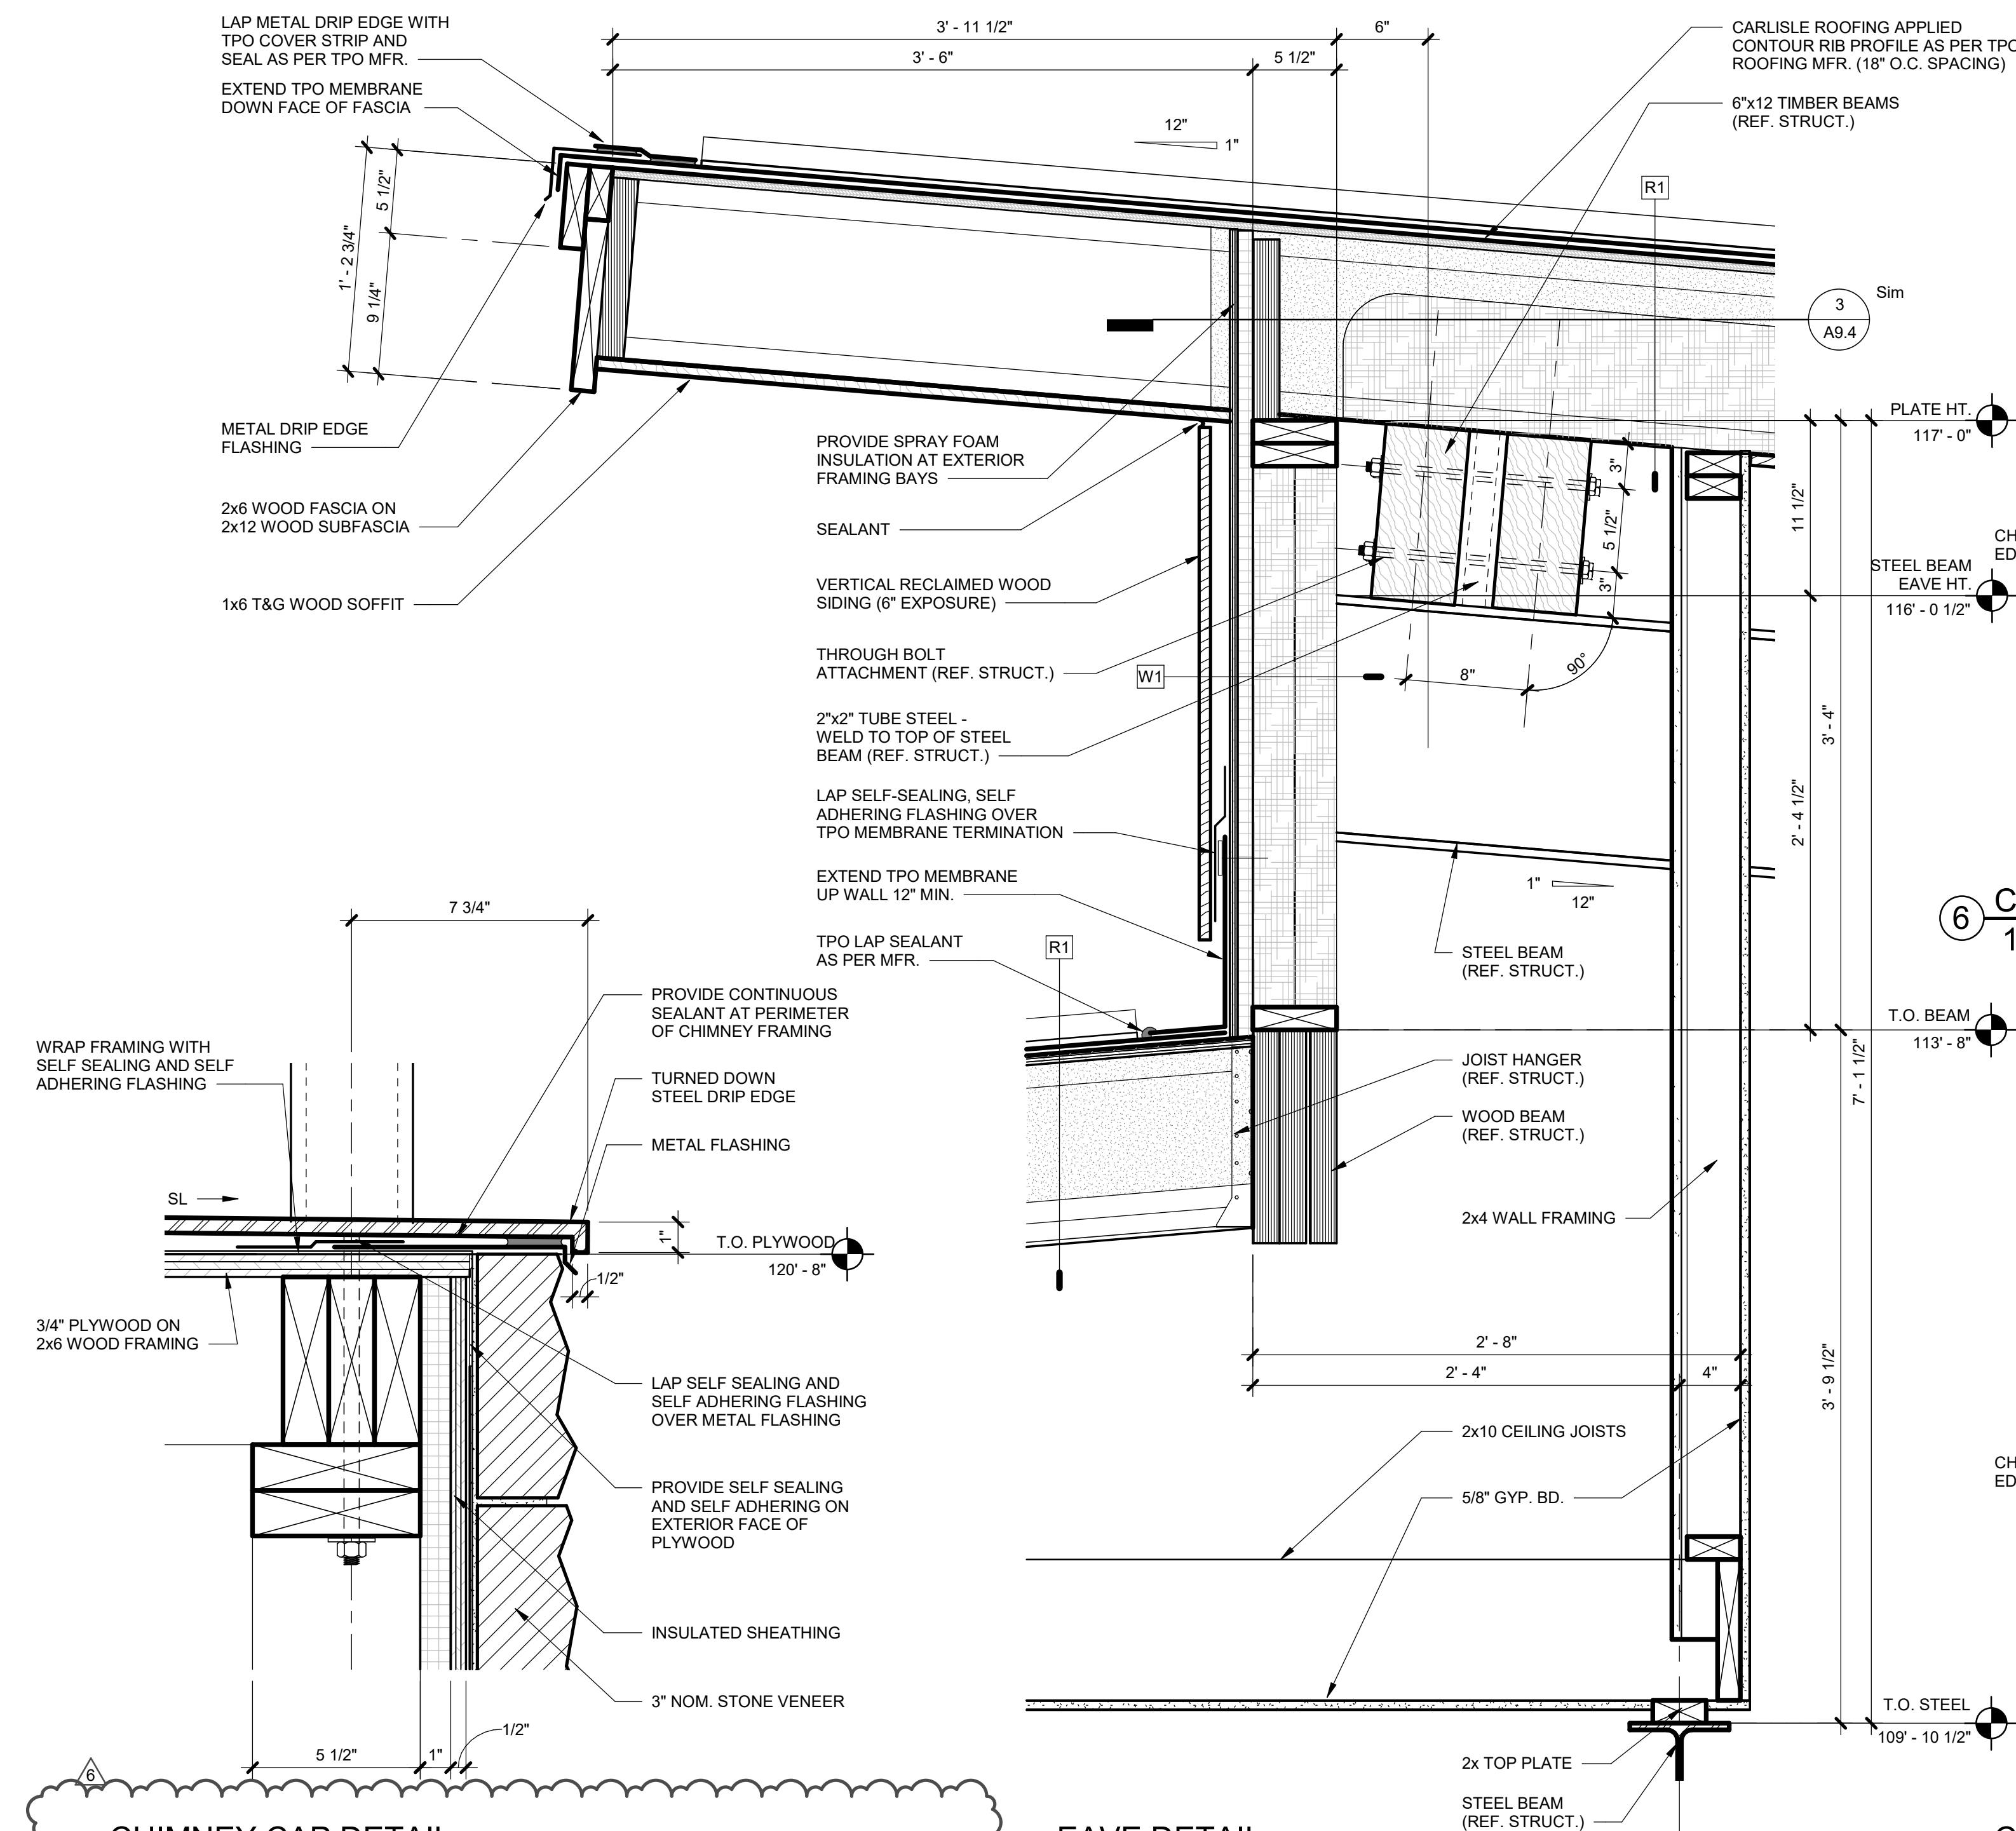 LAP METAL DRIP EDGE WITH
TPO COVER STRIP AND
SEAL AS PER TPO MFR.
EXTEND TPO MEMBRANE
DOWN FACE OF FASCIA
3' - 11 1/2"
6"
3' - 6"
5 1/2"
CARLISLE ROOFING APPLIED
CONTOUR RIB PROFILE AS PER TPO
ROOFING MFR. (18" O.C. SPACING)
6"x12 TIMBER BEAMS
(REF. STRUCT.)
12"
1"
R1
5 1/2"
1' - 2 3/4"
9 1/4"
3
A9.4
Sim
METAL DRIP EDGE
FLASHING
2x6 WOOD FASCIA ON
2x12 WOOD SUBFASCIA
1x6 T&G WOOD SOFFIT
PROVIDE SPRAY FOAM
INSULATION AT EXTERIOR
FRAMING BAYS
SEALANT
VERTICAL RECLAIMED WOOD
SIDING (6" EXPOSURE)
THROUGH BOLT
ATTACHMENT (REF. STRUCT.)
W1
2"x2" TUBE STEEL -
WELD TO TOP OF STEEL
BEAM (REF. STRUCT.)
LAP SELF-SEALING, SELF
ADHERING FLASHING OVER
TPO MEMBRANE TERMINATION
EXTEND TPO MEMBRANE
UP WALL 12" MIN.
TPO LAP SEALANT
AS PER MFR.
R1
3"
5 1/2"
3"
8"
90°
PLATE HT.
117' - 0"
11 1/2"
STEEL BEAM
EAVE HT.
116' - 0 1/2"
CH
ED
3' - 4"
2' - 4 1/2"
1"
12"
STEEL BEAM
(REF. STRUCT.)
6
C
1
T.O. BEAM
113' - 8"
7' - 1 1/2"
JOIST HANGER
(REF. STRUCT.)
WOOD BEAM
(REF. STRUCT.)
2x4 WALL FRAMING
2' - 8"
2' - 4"
4"
3' - 9 1/2"
2x10 CEILING JOISTS
5/8" GYP. BD.
CH
ED
T.O. STEEL
109' - 10 1/2"
2x TOP PLATE
STEEL BEAM
(REF. STRUCT.)
7 3/4"
PROVIDE CONTINUOUS
SEALANT AT PERIMETER
OF CHIMNEY FRAMING
WRAP FRAMING WITH
SELF SEALING AND SELF
ADHERING FLASHING
TURNED DOWN
STEEL DRIP EDGE
METAL FLASHING
SL
1"
T.O. PLYWOOD
120' - 8"
1/2"
3/4" PLYWOOD ON
2x6 WOOD FRAMING
LAP SELF SEALING AND
SELF ADHERING FLASHING
OVER METAL FLASHING
PROVIDE SELF SEALING
AND SELF ADHERING ON
EXTERIOR FACE OF
PLYWOOD
INSULATED SHEATHING
3" NOM. STONE VENEER
1/2"
5 1/2"
1"
6
CHIMNEY CAP DETAIL
EAVE DETAIL